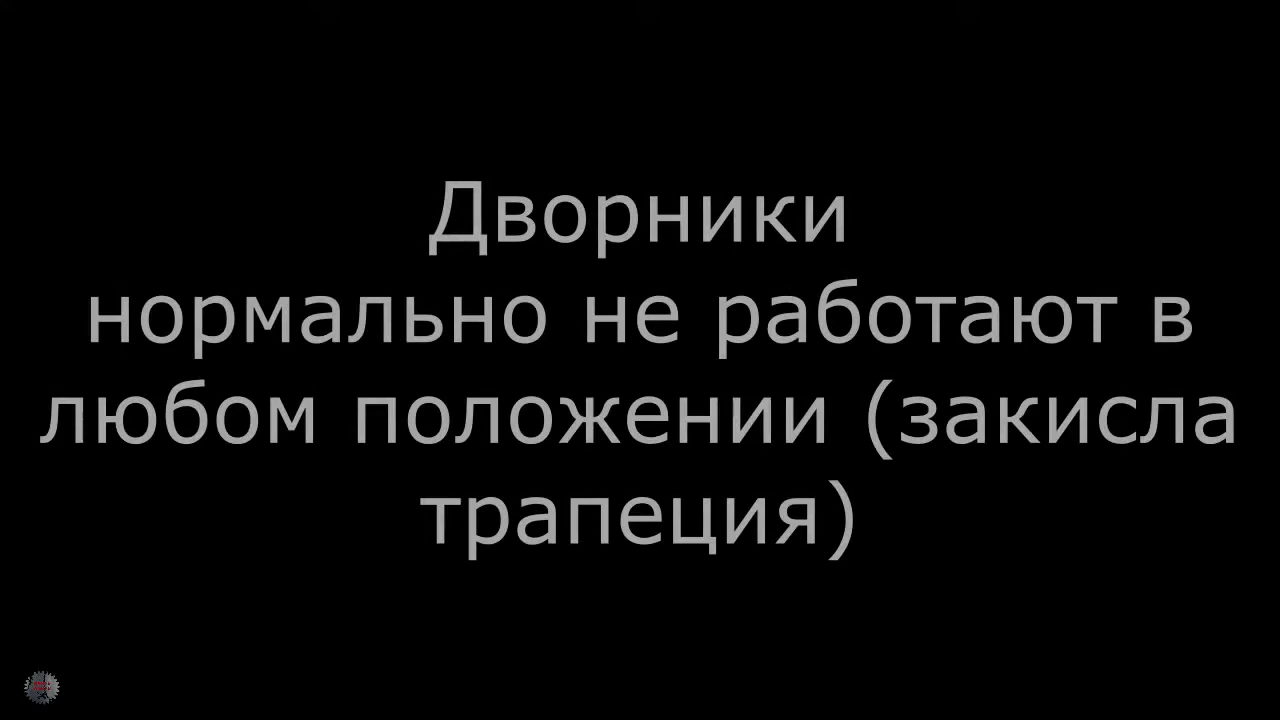 Дворники
нормально не работают в
любом положении (закисла
трапеция)